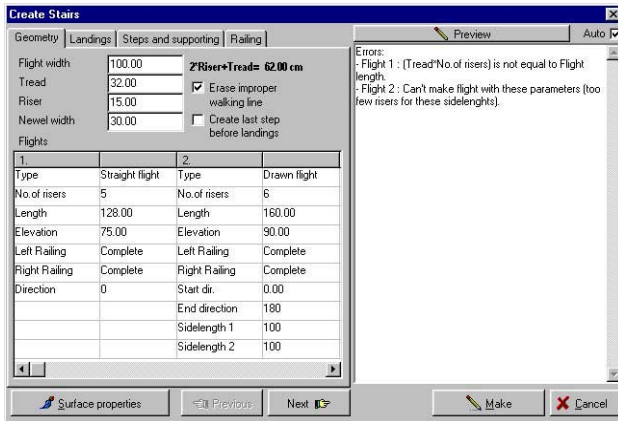 Create Stairs
Geometry Landings Steps and supporting Railing
Flight width 100.00 2*Riser+Tread= 62.00 cm
Tread 32.00 Erase improper
walking line
Riser 15.00
Newel width 30.00 Create last step
before landings
Flights
1. 2.
Type Straight flight Type Drawn flight
No.of risers 5 No.of risers 6
Length 128.00 Length 160.00
Elevation 75.00 Elevation 90.00
Left Railing Complete Left Railing Complete
Right Railing Complete Right Railing Complete
Direction 0 Start dir. 0.00
End direction 180
Sidelength 1 100
Sidelength 2 100
Surface properties Previous Next
Preview Auto
Errors:
- Flight 1 : (Tread*No.of risers) is not equal to Flight
length.
- Flight 2 : Can't make flight with these parameters (too
few risers for these sidelenghts).
Make Cancel